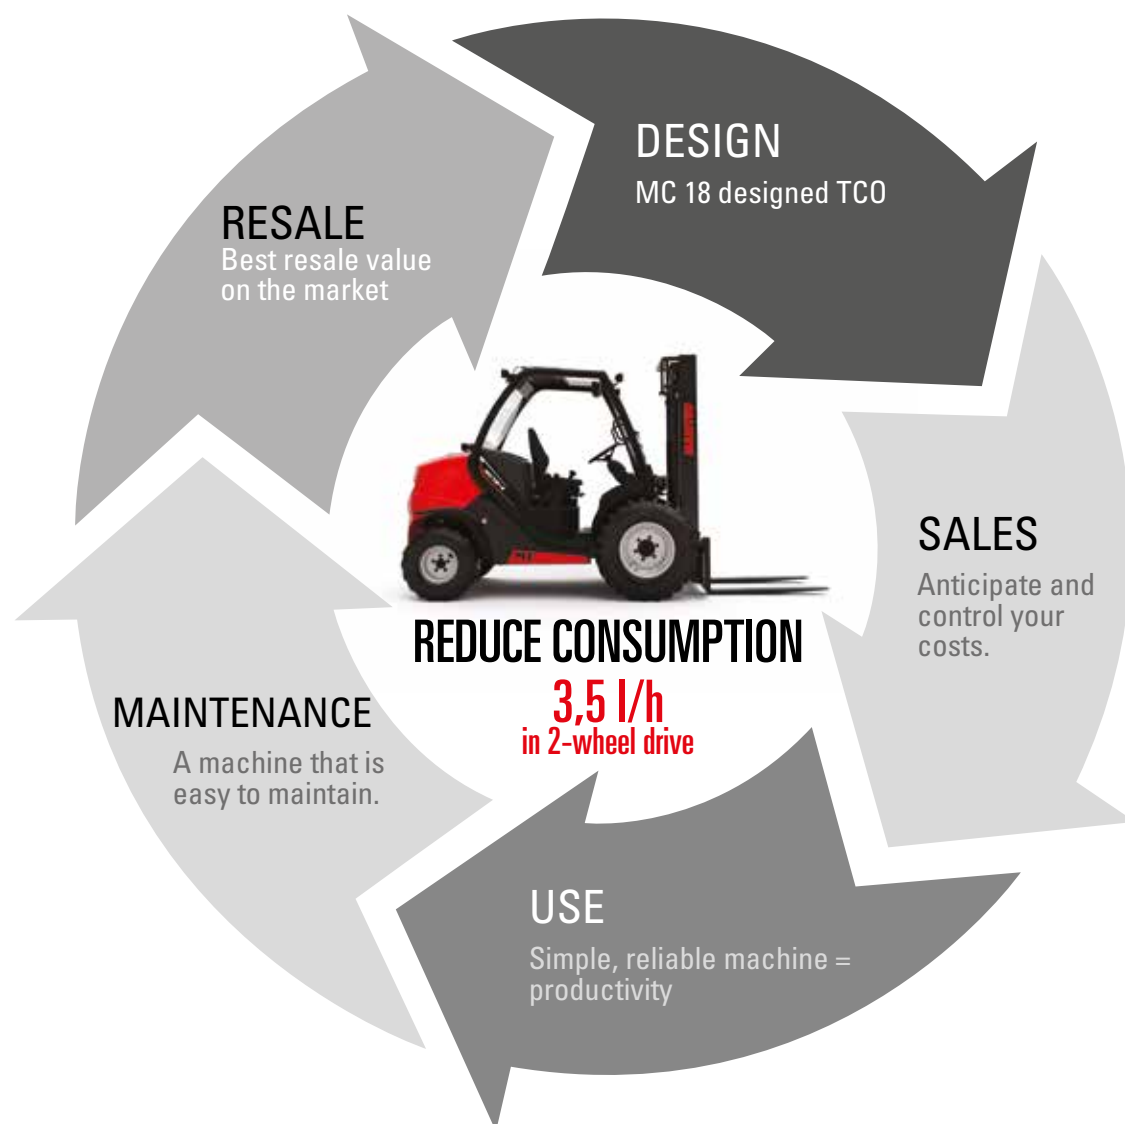 DESIGN
MC 18 designed TCO
RESALE
Best resale value
on the market
SALES
Anticipate and
control your
costs.
REDUCE CONSUMPTION
3,5 l/h
in 2-wheel drive
MAINTENANCE
A machine that is
easy to maintain.
USE
Simple, reliable machine =
productivity